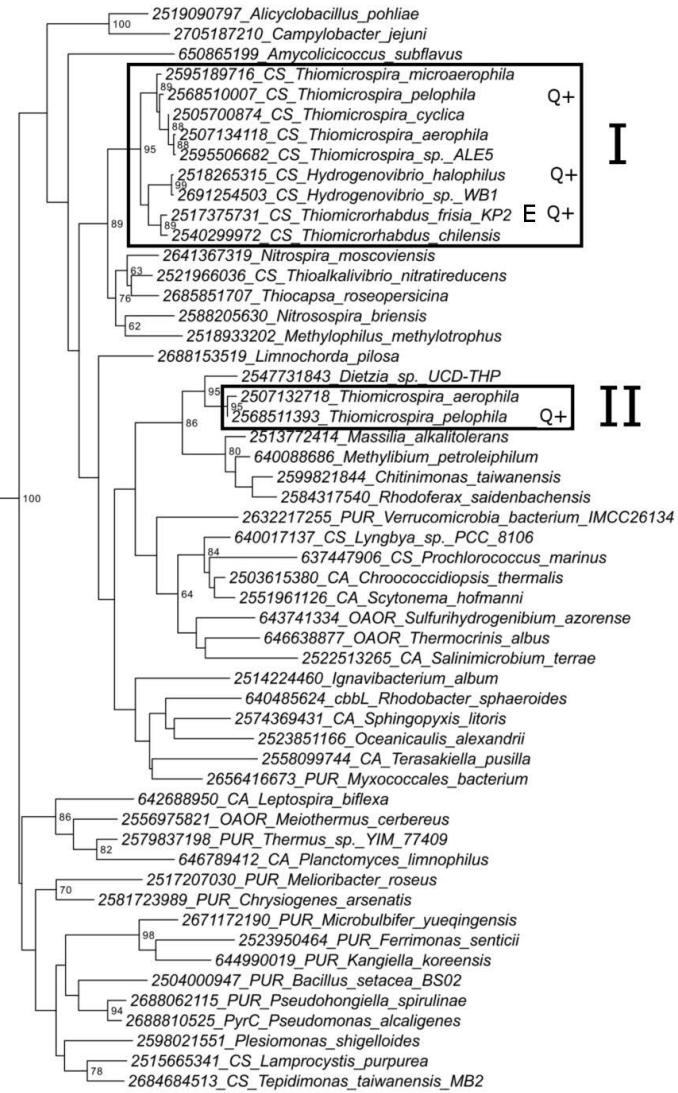 2519090797_Alicyclobacillus_pohliae
100
2705187210_Campylobacter_jejuni
650865199_Amycolicicoccus_subflavus
2595189716_CS_Thiomicrospira_microaerophila
89
2568510007_CS_Thiomicrospira_pelophila Q+
2505700874_CS_Thiomicrospira_cyclica
88
2507134118_CS_Thiomicrospira_aerophila
I
95
88
2595506682_CS_Thiomicrospira_sp._ALE5
2518265315_CS_Hydrogenovibrio_halophilus Q+
99
2691254503_CS_Hydrogenovibrio_sp._WB1
2517375731_CS_Thiomicrorhabdus_frisia_KP2 E Q+
89
89
2540299972_CS_Thiomicrorhabdus_chilensis
2641367319_Nitrospira_moscoviensis
63
2521966036_CS_Thioalkalivibrio_nitratireducens
76
2685851707_Thiocapsa_roseopersicina
2588205630_Nitrosospira_briensis
62
2518933202_Methylophilus_methylotrophus
2688153519_Limnochorda_pilosa
2547731843_Dietzia_sp._UCD-THP
95
2507132718_Thiomicrospira_aerophila
II
95
2568511393_Thiomicrospira_pelophila Q+
86
2513772414_Massilia_alkalitolerans
80
640088686_Methylibium_petroleiphilum
2599821844_Chitinimonas_taiwanensis
2584317540_Rhodoferax_saidenbachensis
100
2632217255_PUR_Verrucomicrobia_bacterium_IMCC26134
640017137_CS_Lyngbya_sp._PCC_8106
84
637447906_CS_Prochlorococcus_marinus
2503615380_CA_Chroococcidiopsis_thermalis
64
2551961126_CA_Scytonema_hofmanni
643741334_OAOR_Sulfurihydrogenibium_azorense
646638877_OAOR_Thermocrinis_albus
2522513265_CA_Salinimicrobium_terrae
2514224460_Ignavibacterium_album
640485624_cbbL_Rhodobacter_sphaeroides
2574369431_CA_Sphingopyxis_litoris
2523851166_Oceanicaulis_alexandrii
2558099744_CA_Terasakiella_pusilla
2656416673_PUR_Myxococcales_bacterium
642688950_CA_Leptospira_biflexa
86
2556975821_OAOR_Meiothermus_cerbereus
2579837198_PUR_Thermus_sp._YIM_77409
82
646789412_CA_Planctomyces_limnophilus
2517207030_PUR_Melioribacter_roseus
70
2581723989_PUR_Chrysiogenes_arsenatis
2671172190_PUR_Microbulbifer_yueqingensis
98
2523950464_PUR_Ferrimonas_senticii
644990019_PUR_Kangiella_koreensis
2504000947_PUR_Bacillus_setacea_BS02
2688062115_PUR_Pseudohongiella_spirulinae
94
2688810525_PyrC_Pseudomonas_alcaligenes
2598021551_Plesiomonas_shigelloides
2515665341_CS_Lamprocystis_purpurea
78
2684684513_CS_Tepidimonas_taiwanensis_MB2